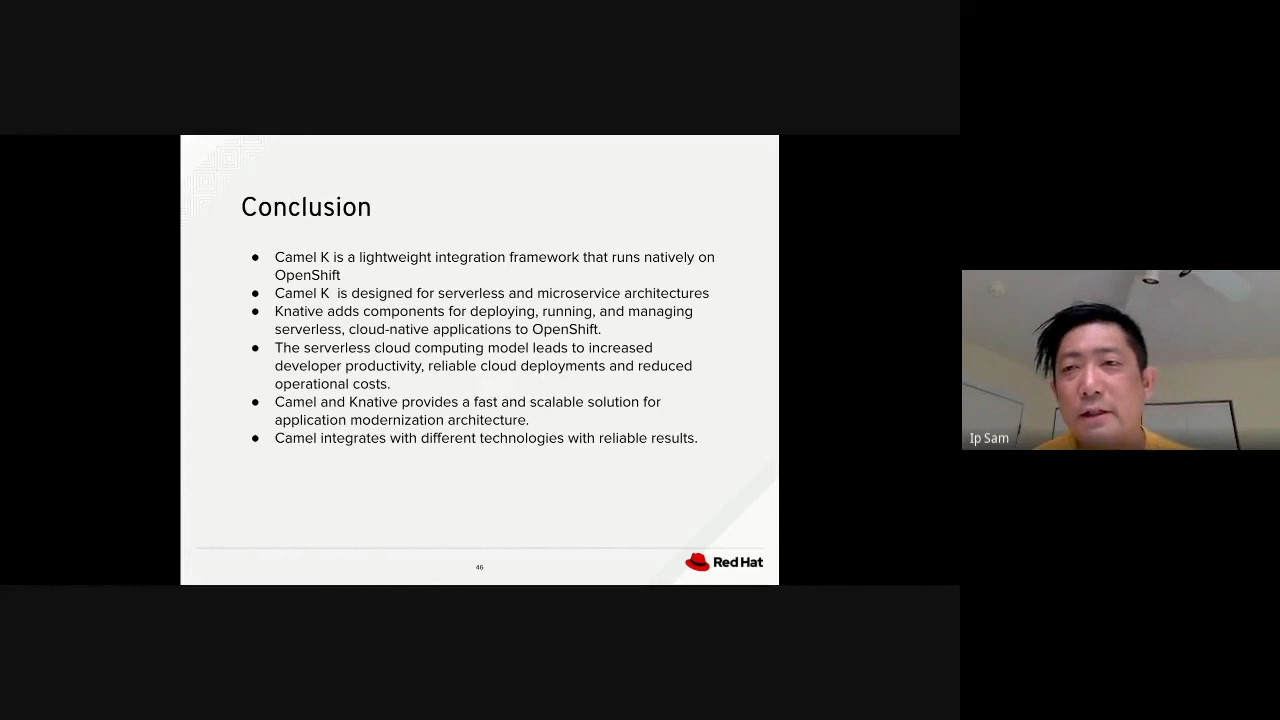 Conclusion
● Camel K is a lightweight integration framework that runs natively on
OpenShift
● Camel K  is designed for serverless and microservice architectures
● Knative adds components for deploying, running, and managing
serverless, cloud-native applications to OpenShift.
● The serverless cloud computing model leads to increased
developer productivity, reliable cloud deployments and reduced
operational costs.
● Camel and Knative provides a fast and scalable solution for
application modernization architecture.
● Camel integrates with different technologies with reliable results.
46
Red Hat
Ip Sam